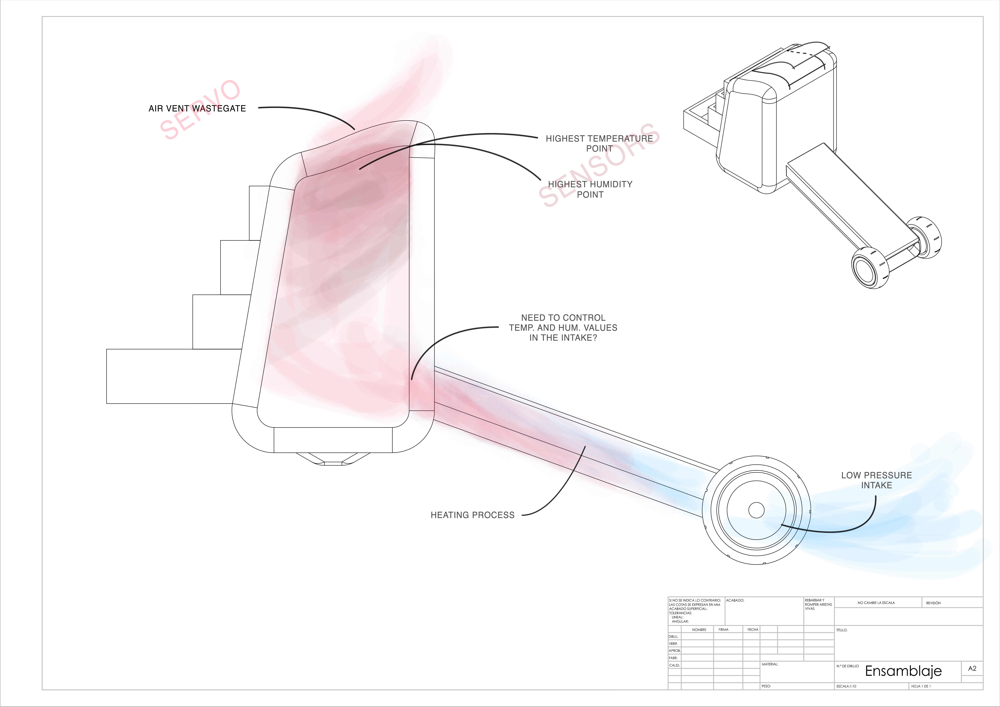 SERVO
AIR VENT WASTEGATE
HIGHEST TEMPERATURE
POINT
SENSORS
HIGHEST HUMIDITY
POINT
NEED TO CONTROL
TEMP. AND HUM. VALUES
IN THE INTAKE?
LOW PRESSURE
INTAKE
HEATING PROCESS
SI NO SE INDICA LO CONTRARIO:
LAS COTAS SE EXPRESAN EN MM
ACABADO SUPERFICIAL:
TOLERANCIAS:
LINEAL:
ANGULAR:
ACABADO:
REBARBAR Y
ROMPER ARISTAS
VIVAS
NO CAMBIE LA ESCALA
REVISIÓN
NOMBRE
FIRMA
FECHA
TÍTULO:
DIBUJ.
VERIF.
APROB.
FABR.
CALID.
MATERIAL:
N.º DE DIBUJO
Ensamblaje
A2
PESO:
ESCALA:1:10
HOJA 1 DE 1